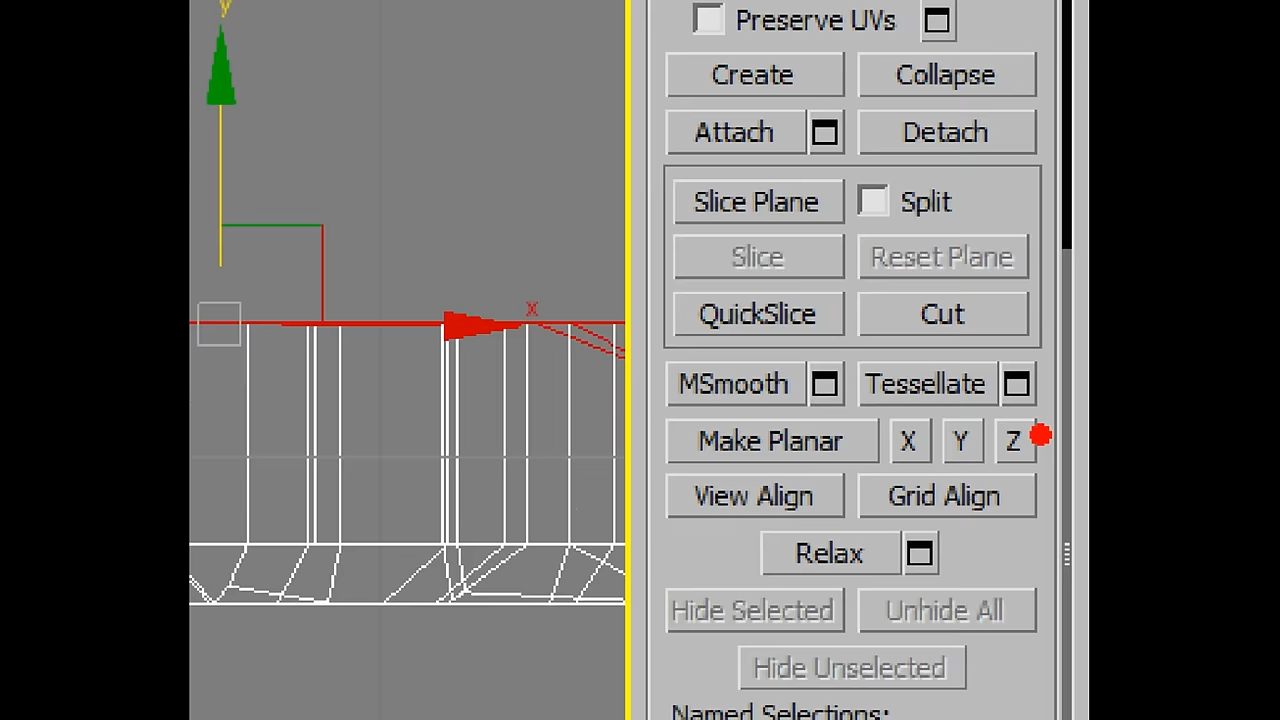 y
Preserve UVs
Create Collapse
Attach Detach
Slice Plane Split
Slice Reset Plane
x
QuickSlice Cut
MSmooth Tessellate
Make Planar X Y Z
View Align Grid Align
Relax
Hide Selected Unhide All
Hide Unselected
Named Selections: